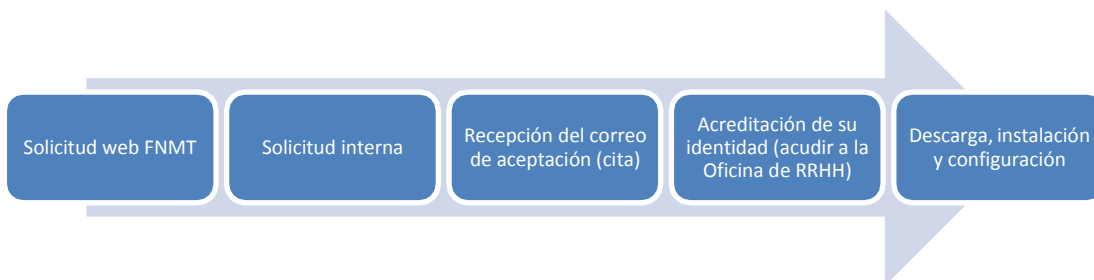 Solicitud web FNMT
Solicitud interna
Recepción del correo
de aceptación (cita)
Acreditación de su
identidad (acudir a la
Oficina de RRHH)
Descarga, instalación
y configuración